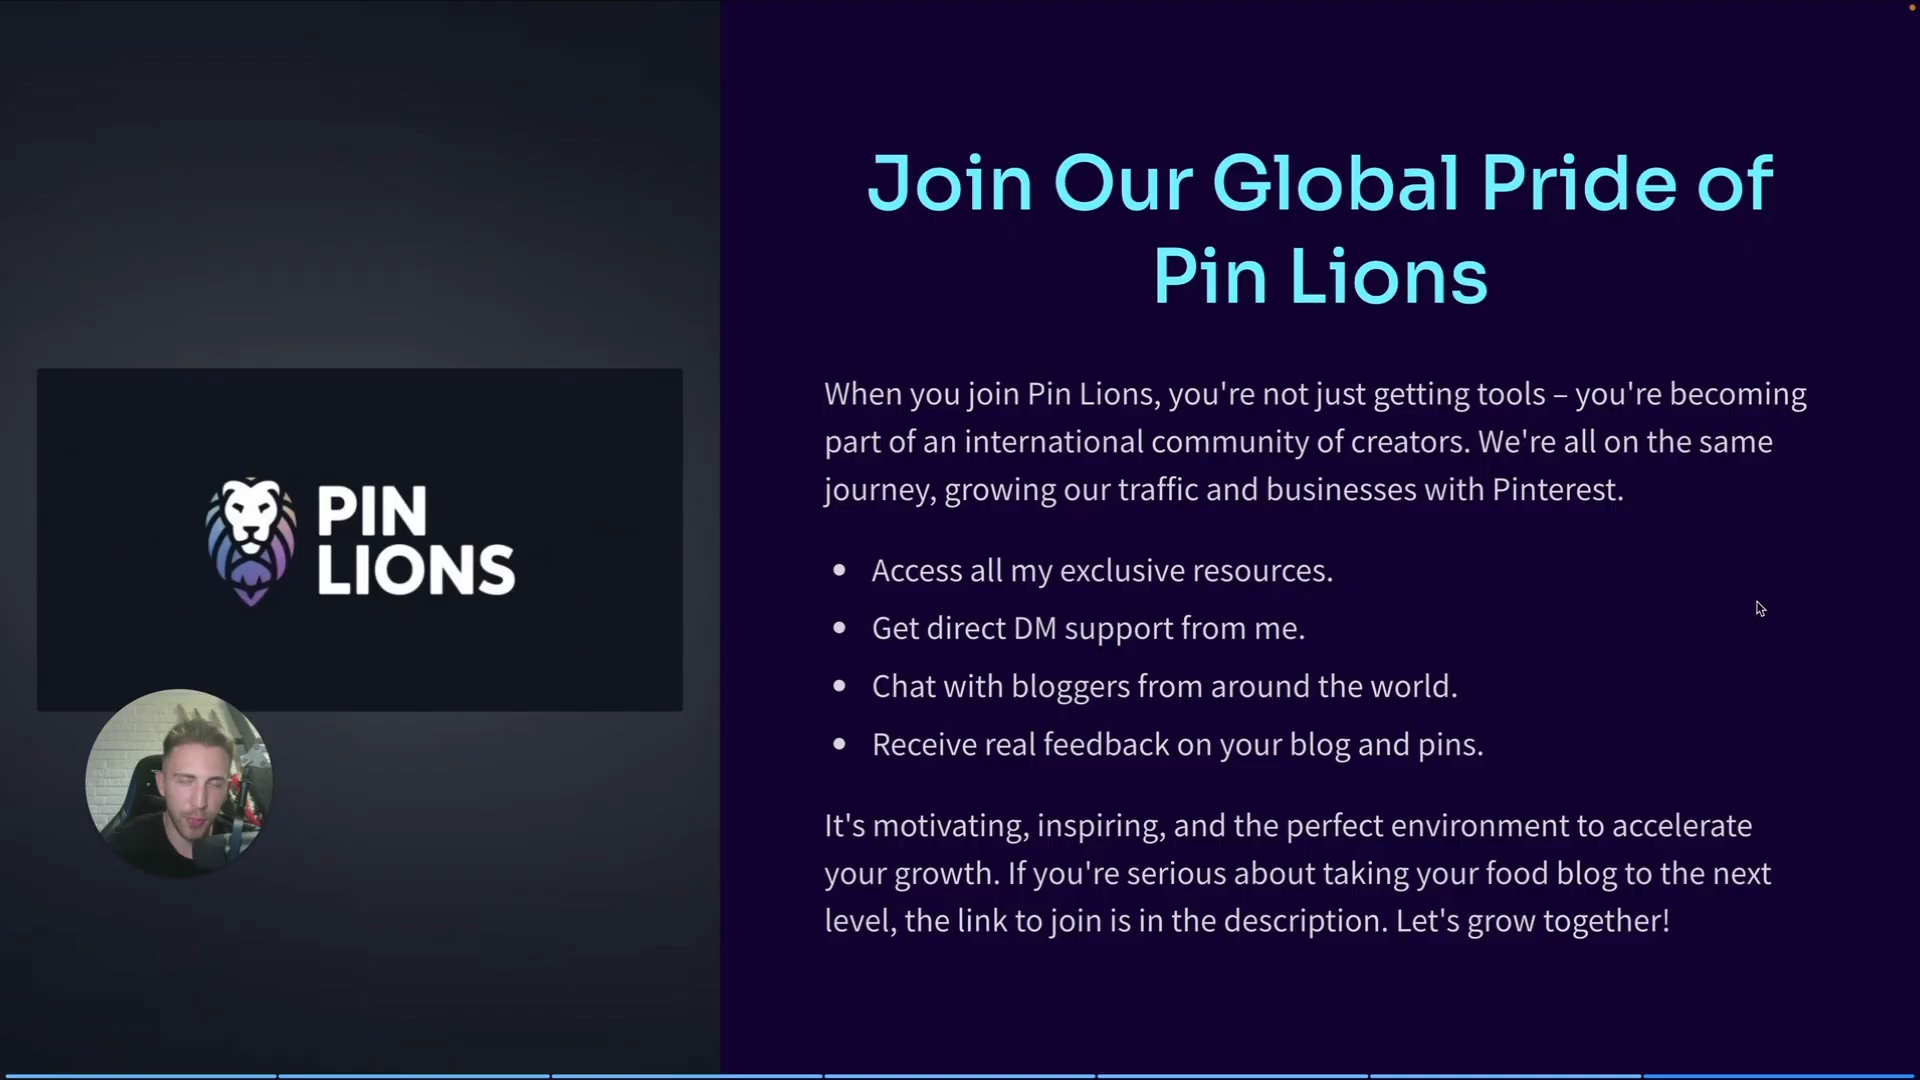 PIN
LIONS
Join Our Global Pride of
Pin Lions
When you join Pin Lions, you're not just getting tools – you're becoming
part of an international community of creators. We're all on the same
journey, growing our traffic and businesses with Pinterest.
• Access all my exclusive resources.
• Get direct DM support from me.
• Chat with bloggers from around the world.
• Receive real feedback on your blog and pins.
It's motivating, inspiring, and the perfect environment to accelerate
your growth. If you're serious about taking your food blog to the next
level, the link to join is in the description. Let's grow together!